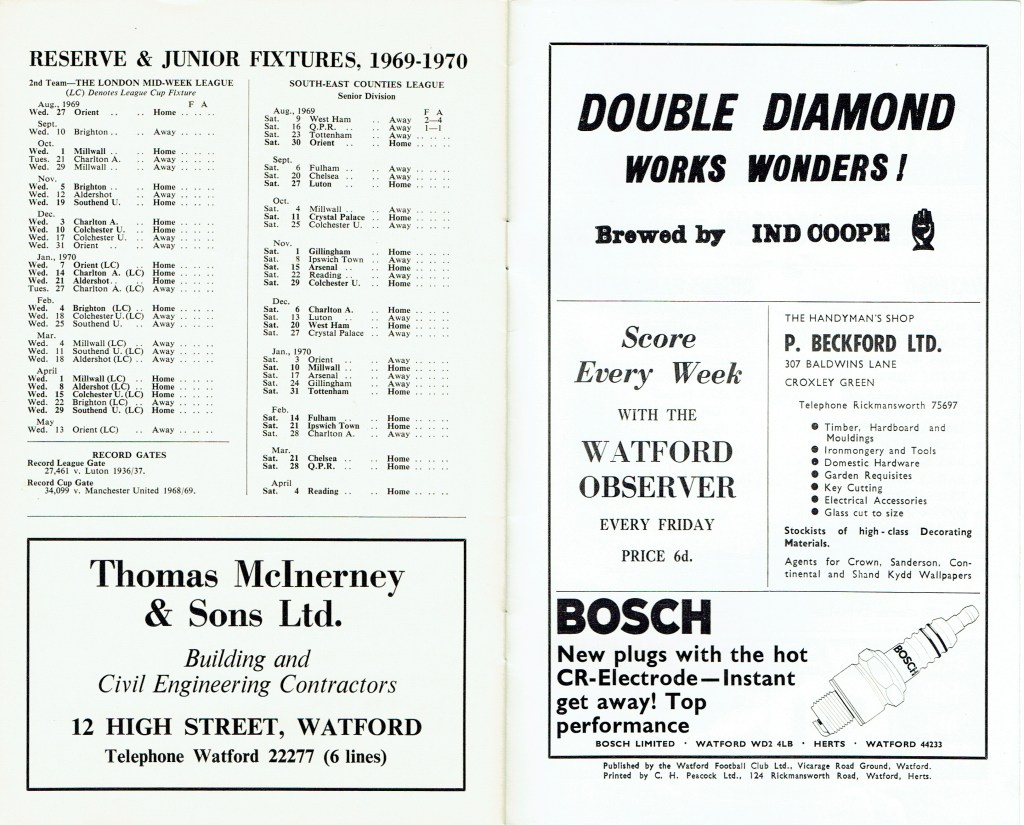 RESERVE & JUNIOR FIXTURES, 1969-1970
2nd Team—THE LONDON MID-WEEK LEAGUE
(LC) Denotes League Cup Fixture
Aug., 1969 F A
Wed. 27 Orient .. .. Home .. .. ..
Sept.
Wed. 10 Brighton .. .. Away .. .. ..
Oct.
Wed. 1 Millwall .. .. Home .. .. ..
Tues. 21 Charlton A. .. Away .. .. ..
Wed. 29 Millwall .. .. Away .. .. ..
Nov.
Wed. 5 Brighton .. .. Home .. .. ..
Wed. 12 Aldershot .. Away .. .. ..
Wed. 19 Southend U. .. Home .. .. ..
Dec.
Wed. 3 Charlton A. .. Home .. .. ..
Wed. 10 Colchester U. .. Home .. .. ..
Wed. 17 Colchester U. .. Away .. .. ..
Wed. 31 Orient .. .. Away .. .. ..
Jan., 1970
Wed. 7 Orient (LC) .. Home .. .. ..
Wed. 14 Charlton A. (LC) Home .. .. ..
Wed. 21 Aldershot .. .. Home .. .. ..
Tues. 27 Charlton A. (LC) Away .. .. ..
Feb.
Wed. 4 Brighton (LC) .. Home .. .. ..
Wed. 18 Colchester U. (LC) Away .. .. ..
Wed. 25 Southend U. .. Away .. .. ..
Mar.
Wed. 4 Millwall (LC) .. Away .. .. ..
Wed. 11 Southend U. (LC) Away .. .. ..
Wed. 18 Aldershot (LC) .. Away .. .. ..
April
Wed. 1 Millwall (LC) .. Home .. .. ..
Wed. 8 Aldershot (LC) .. Home .. .. ..
Wed. 15 Colchester U. (LC) Home .. .. ..
Wed. 22 Brighton (LC) .. Away .. .. ..
Wed. 29 Southend U. (LC) Home .. .. ..
May
Wed. 13 Orient (LC) .. Away .. .. ..
RECORD GATES
Record League Gate
27,461 v. Luton 1936/37.
Record Cup Gate
34,099 v. Manchester United 1968/69.
SOUTH-EAST COUNTIES LEAGUE
Senior Division
Aug., 1969 F A
Sat. 9 West Ham .. Away 2—4
Sat. 16 Q.P.R. .. .. Away 1—1
Sat. 23 Tottenham .. Away .. .. ..
Sat. 30 Orient .. .. Home .. .. ..
Sept.
Sat. 6 Fulham .. .. Away .. .. ..
Sat. 20 Chelsea .. .. Away .. .. ..
Sat. 27 Luton .. .. Home .. .. ..
Oct.
Sat. 4 Millwall .. .. Away .. .. ..
Sat. 11 Crystal Palace .. Home .. .. ..
Sat. 25 Colchester U. .. Away .. .. ..
Nov.
Sat. 1 Gillingham .. Home .. .. ..
Sat. 8 Ipswich Town .. Away .. .. ..
Sat. 15 Arsenal .. .. Home .. .. ..
Sat. 22 Reading .. .. Away .. .. ..
Sat. 29 Colchester U. .. Home .. .. ..
Dec.
Sat. 6 Charlton A. .. Home .. .. ..
Sat. 13 Luton .. .. Away .. .. ..
Sat. 20 West Ham .. Home .. .. ..
Sat. 27 Crystal Palace .. Away .. .. ..
Jan., 1970
Sat. 3 Orient .. .. Away .. .. ..
Sat. 10 Millwall .. .. Home .. .. ..
Sat. 17 Arsenal .. .. Away .. .. ..
Sat. 24 Gillingham .. Away .. .. ..
Sat. 31 Tottenham .. Home .. .. ..
Feb.
Sat. 14 Fulham .. .. Home .. .. ..
Sat. 21 Ipswich Town .. Home .. .. ..
Sat. 28 Charlton A. .. Away .. .. ..
Mar.
Sat. 21 Chelsea .. .. Home .. .. ..
Sat. 28 Q.P.R. .. .. Home .. .. ..
April
Sat. 4 Reading .. .. Home .. .. ..
Thomas McInerney
& Sons Ltd.
Building and
Civil Engineering Contractors
12 HIGH STREET, WATFORD
Telephone Watford 22277 (6 lines)
DOUBLE DIAMOND
WORKS WONDERS!
Brewed by IND COOPE
Score
Every Week
WITH THE
WATFORD
OBSERVER
EVERY FRIDAY
PRICE 6d.
THE HANDYMAN'S SHOP
P. BECKFORD LTD.
307 BALDWINS LANE
CROXLEY GREEN
Telephone Rickmansworth 75697
● Timber, Hardboard and
Mouldings
● Ironmongery and Tools
● Domestic Hardware
● Garden Requisites
● Key Cutting
● Electrical Accessories
● Glass cut to size
Stockists of high-class Decorating
Materials.
Agents for Crown, Sanderson, Con-
tinental and Shand Kydd Wallpapers
BOSCH
New plugs with the hot
CR-Electrode—Instant
get away! Top
performance
BOSCH
BOSCH LIMITED · WATFORD WD2 4LB · HERTS · WATFORD 44233
Published by the Watford Football Club Ltd., Vicarage Road Ground, Watford.
Printed by C. H. Peacock Ltd., 124 Rickmansworth Road, Watford, Herts.